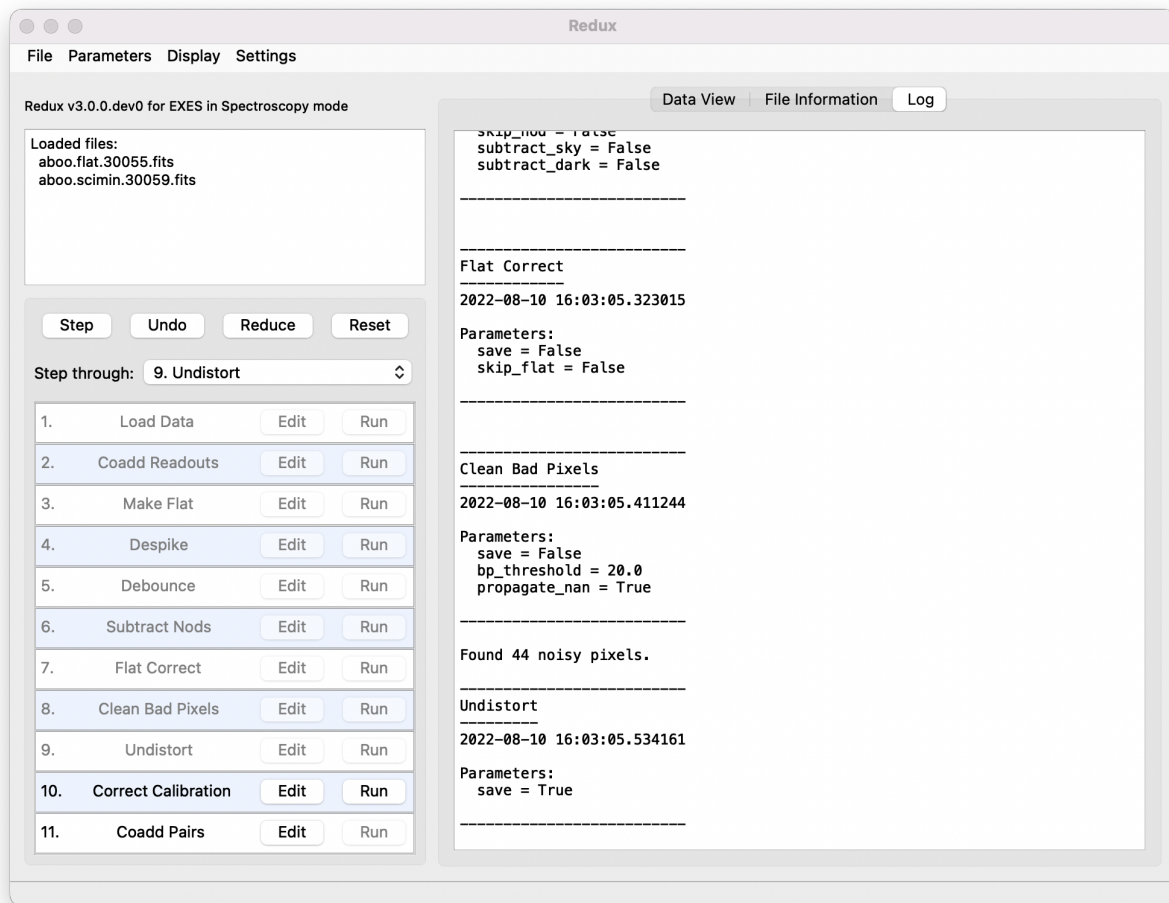 Redux
File Parameters Display Settings
Redux v3.0.0.dev0 for EXES in Spectroscopy mode
Loaded files:
aboo.flat.30055.fits
aboo.scimin.30059.fits
Step Undo Reduce Reset
Step through: 9. Undistort
1. Load Data Edit Run
2. Coadd Readouts Edit Run
3. Make Flat Edit Run
4. Despike Edit Run
5. Debounce Edit Run
6. Subtract Nods Edit Run
7. Flat Correct Edit Run
8. Clean Bad Pixels Edit Run
9. Undistort Edit Run
10. Correct Calibration Edit Run
11. Coadd Pairs Edit Run
Data View File Information Log
skip_nod = False
subtract_sky = False
subtract_dark = False
--------------------------
--------------------------
Flat Correct
------------
2022-08-10 16:03:05.323015
Parameters:
save = False
skip_flat = False
--------------------------
--------------------------
Clean Bad Pixels
----------------
2022-08-10 16:03:05.411244
Parameters:
save = False
bp_threshold = 20.0
propagate_nan = True
--------------------------
Found 44 noisy pixels.
--------------------------
Undistort
---------
2022-08-10 16:03:05.534161
Parameters:
save = True
--------------------------